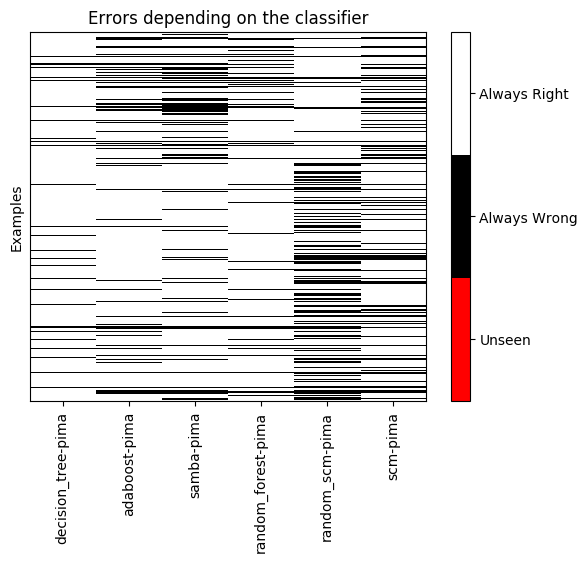 Errors depending on the classifier
Examples
Always Right
Always Wrong
Unseen
decision_tree-pima
adaboost-pima
samba-pima
random_forest-pima
random_scm-pima
scm-pima